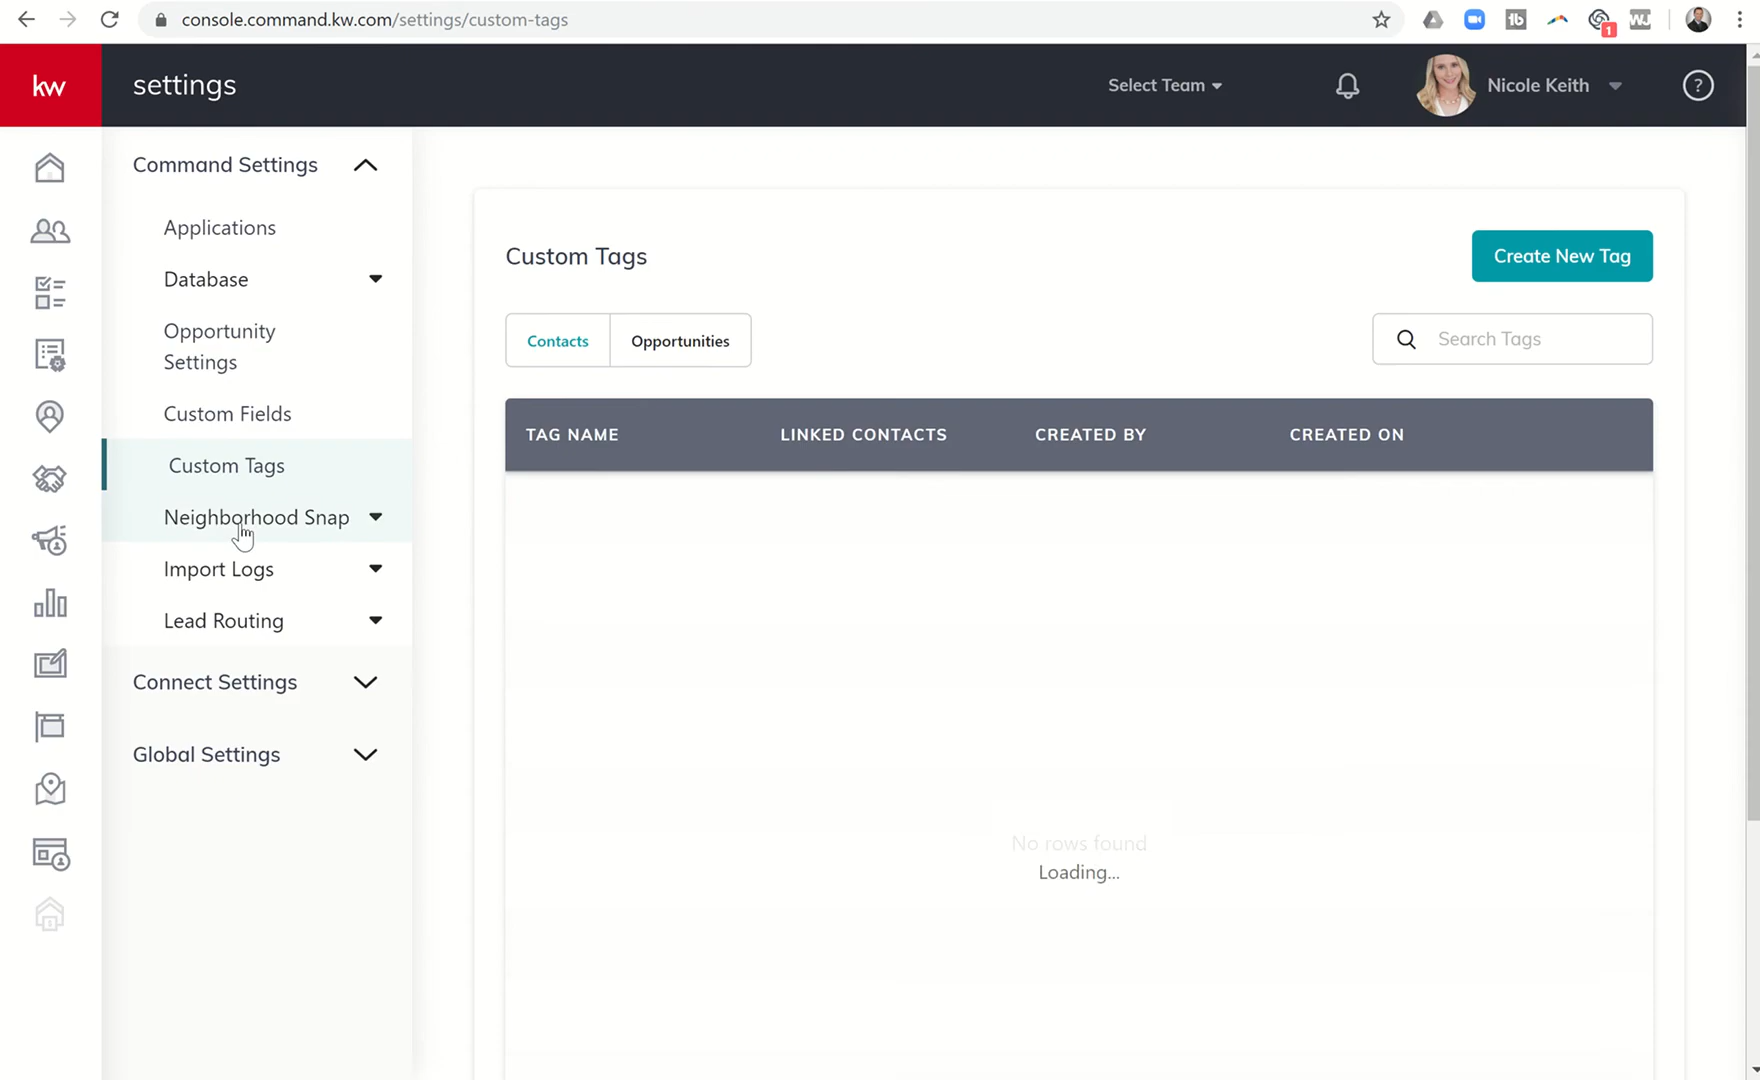 console.command.kw.com/settings/custom-tags
1
kw
settings
Select Team
Nicole Keith
?
Command Settings
Applications
Database
Opportunity
Settings
Custom Fields
Custom Tags
Neighborhood Snap
Import Logs
Lead Routing
Connect Settings
Global Settings
Custom Tags
Create New Tag
Contacts
Opportunities
Search Tags
TAG NAME
LINKED CONTACTS
CREATED BY
CREATED ON
No rows found
Loading...